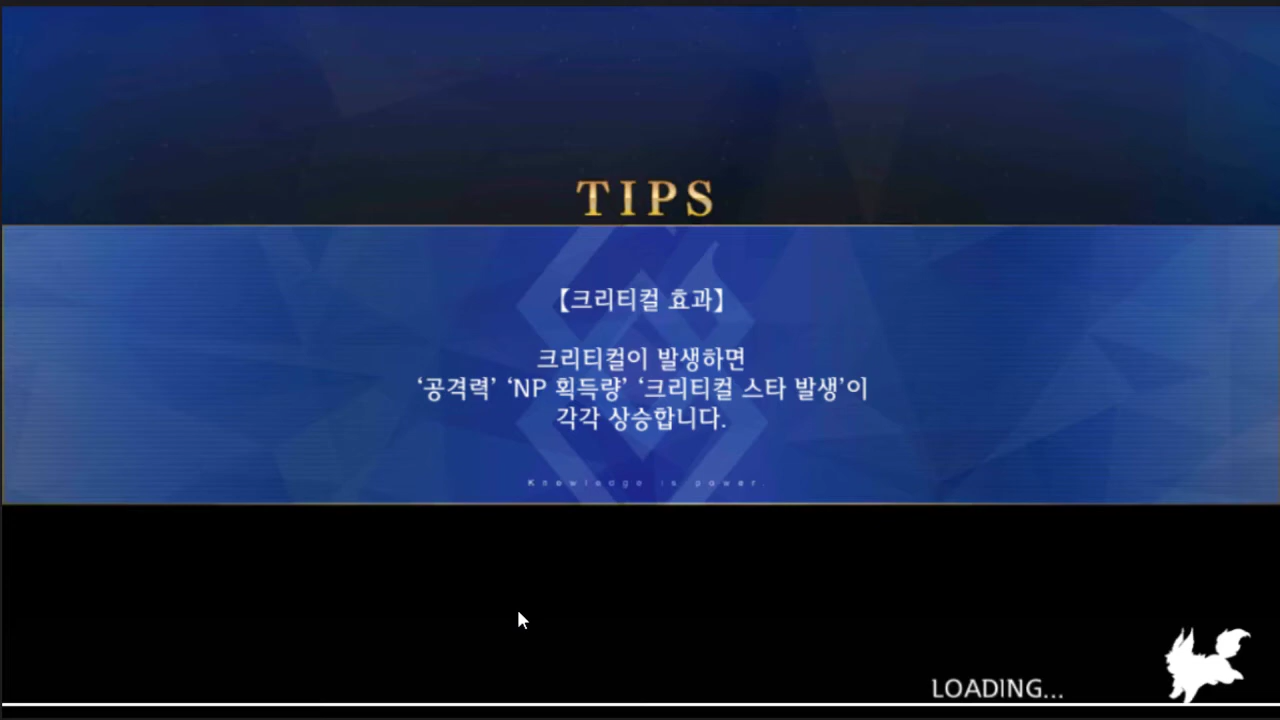 TIPS
【크리티컬 효과】
크리티컬이 발생하면
‘공격력’ ‘NP 획득량’ ‘크리티컬 스타 발생’이
각각 상승합니다.
Knowledge is power.
LOADING...